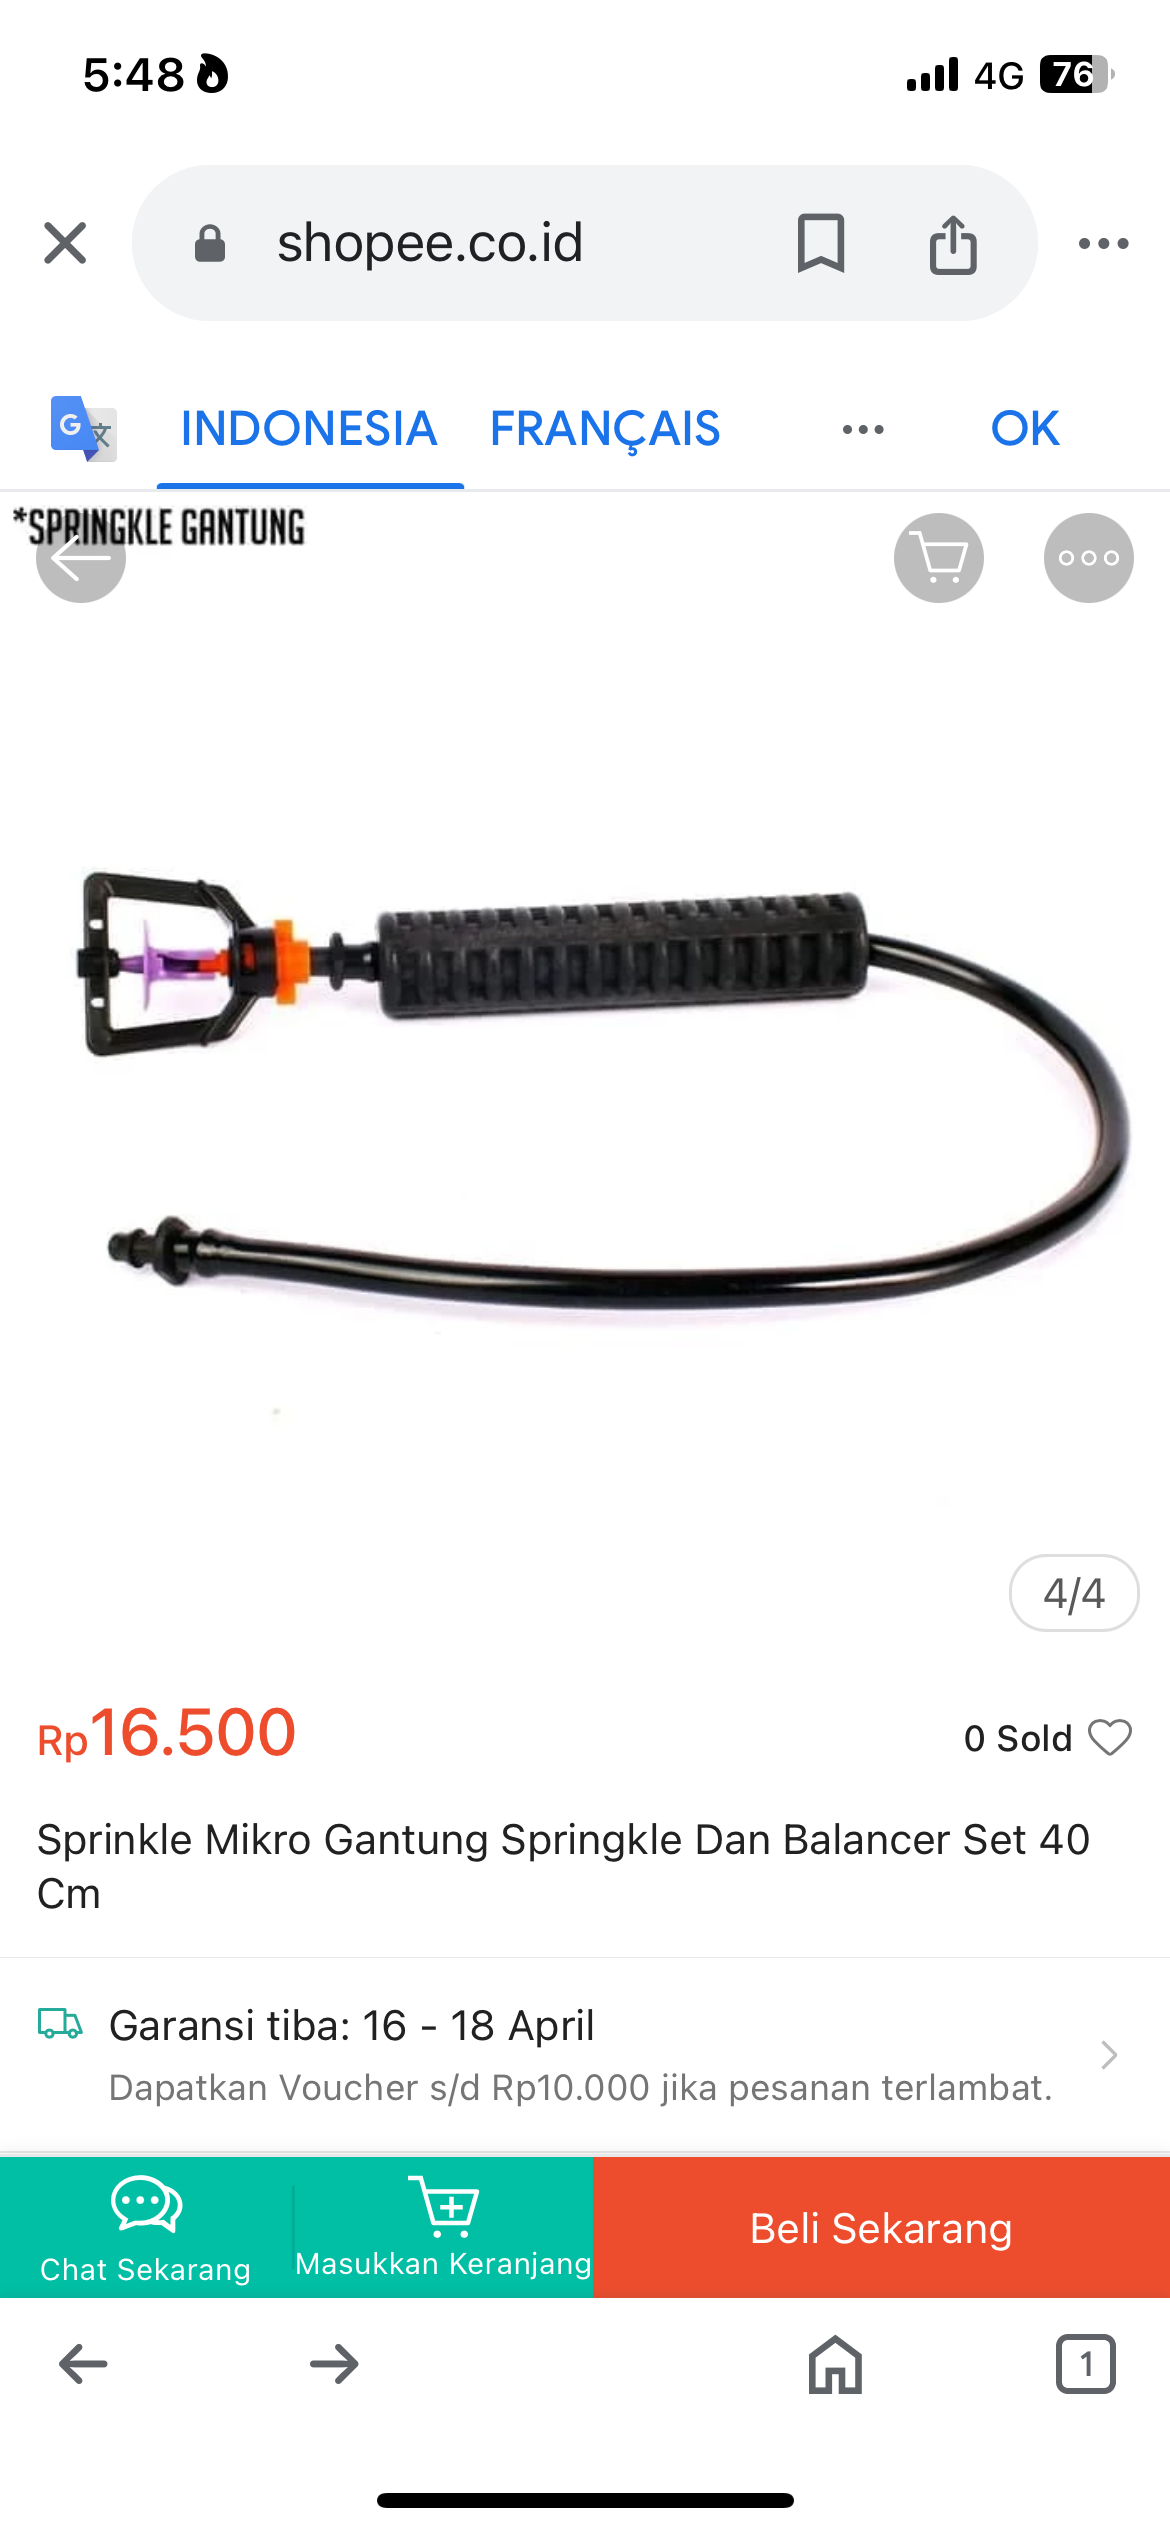 5:48
4G
76
shopee.co.id
INDONESIA
FRANÇAIS
OK
*SPRINGKLE GANTUNG
4/4
Rp16.500
0 Sold
Sprinkle Mikro Gantung Springkle Dan Balancer Set 40
Cm
Garansi tiba: 16 - 18 April
Dapatkan Voucher s/d Rp10.000 jika pesanan terlambat.
Chat Sekarang
Masukkan Keranjang
Beli Sekarang
1